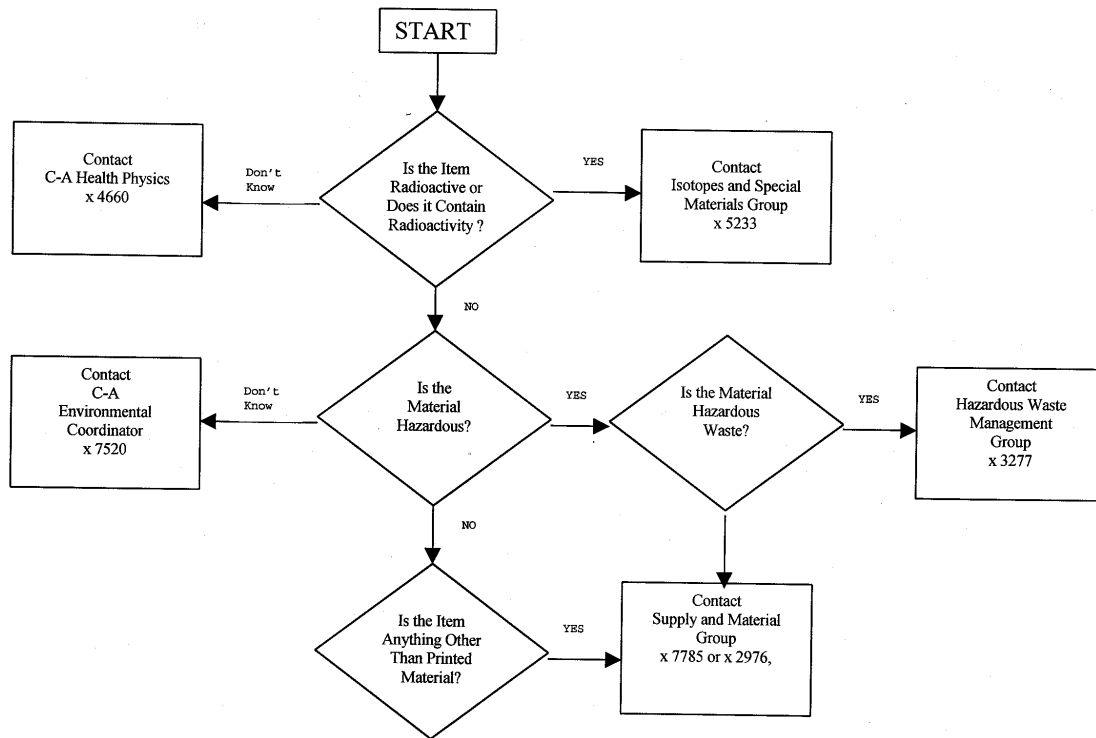 START
Contact
C-A Health Physics
x 4660
Don't
Know
Is the Item
Radioactive or
Does it Contain
Radioactivity ?
YES
Contact
Isotopes and Special
Materials Group
x 5233
NO
Contact
C-A
Environmental
Coordinator
x 7520
Don't
Know
Is the
Material
Hazardous?
YES
Is the Material
Hazardous
Waste?
YES
Contact
Hazardous Waste
Management
Group
x 3277
NO
Is the Item
Anything Other
Than Printed
Material?
YES
Contact
Supply and Material
Group
x 7785 or x 2976,